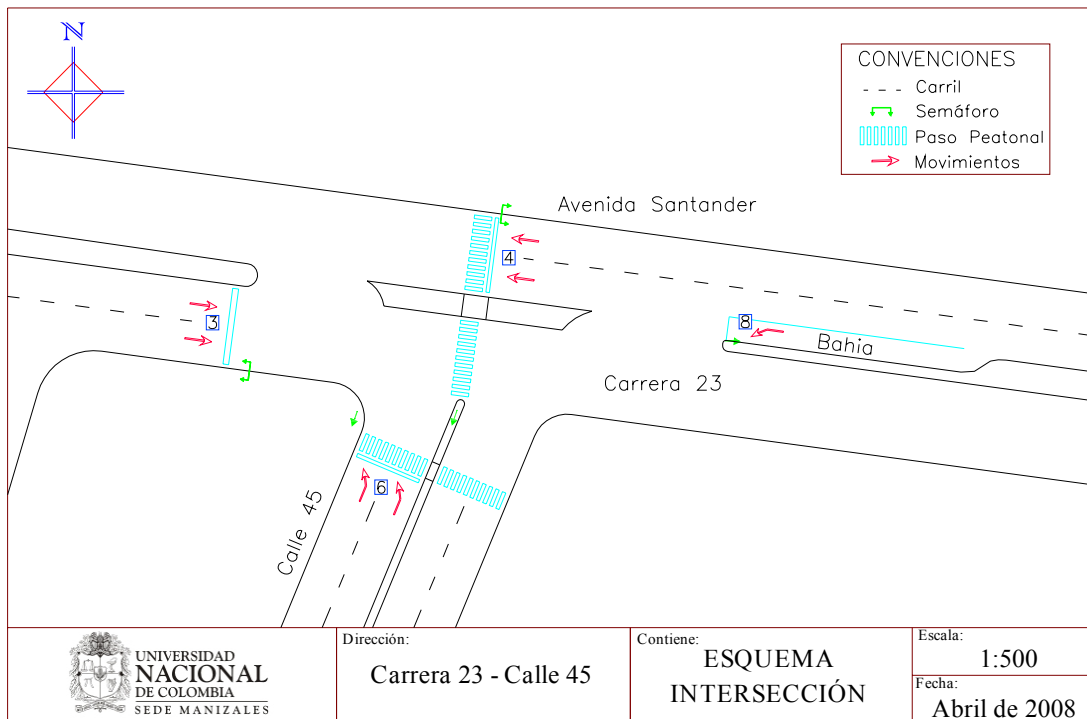 N
CONVENCIONES
Carril
Semáforo
Paso Peatonal
Movimientos
Avenida Santander
4
3
8
Bahia
Carrera 23
6
Calle 45
UNIVERSIDAD
NACIONAL
DE COLOMBIA
SEDE MANIZALES
Dirección:
Carrera 23 - Calle 45
Contiene:
ESQUEMA
INTERSECCIÓN
Escala:
1:500
Fecha:
Abril de 2008